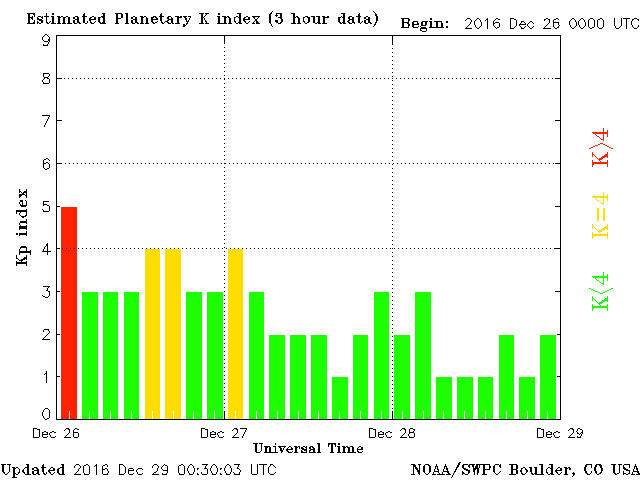 Estimated Planetary K index (3 hour data) Begin: 2016 Dec 26 0000 UTC
9
8
7
6
5
4
3
2
1
0
Kp index
K>4
K=4
K<4
Dec 26 Dec 27 Dec 28 Dec 29
Universal Time
Updated 2016 Dec 29 00:30:03 UTC NOAA/SWPC Boulder, CO USA